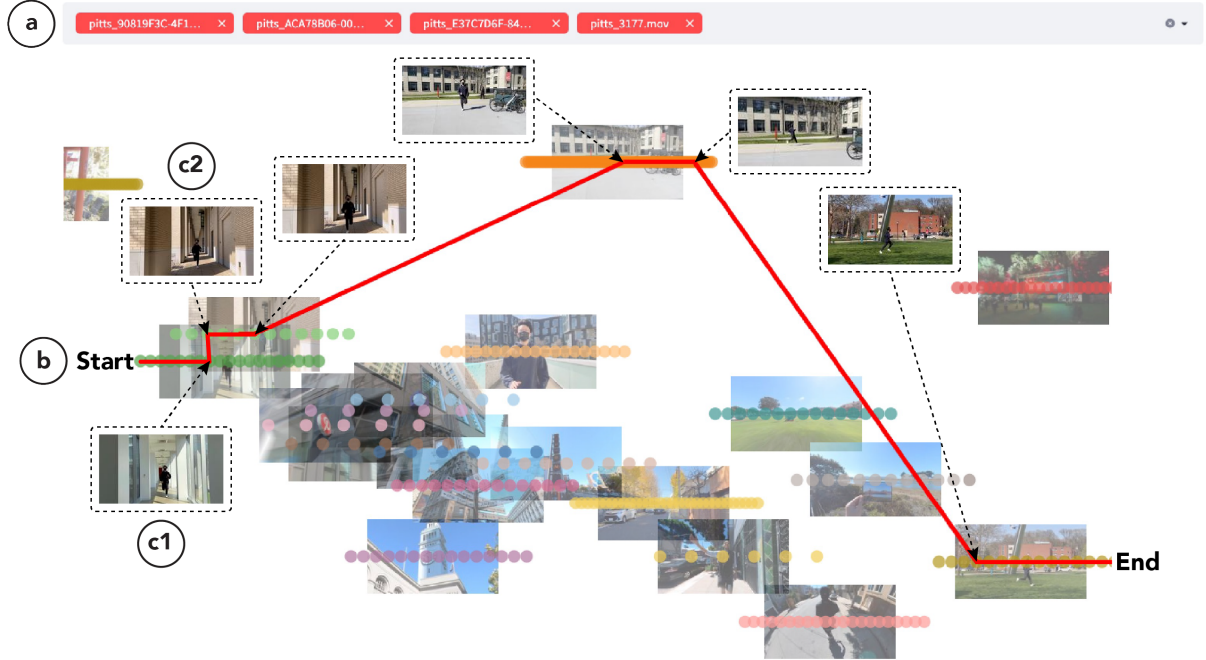 a
pitts_90819F3C-4F1... ×
pitts_ACA78B06-00... ×
pitts_E37C7D6F-84... ×
pitts_3177.mov ×
c2
b
Start
c1
End